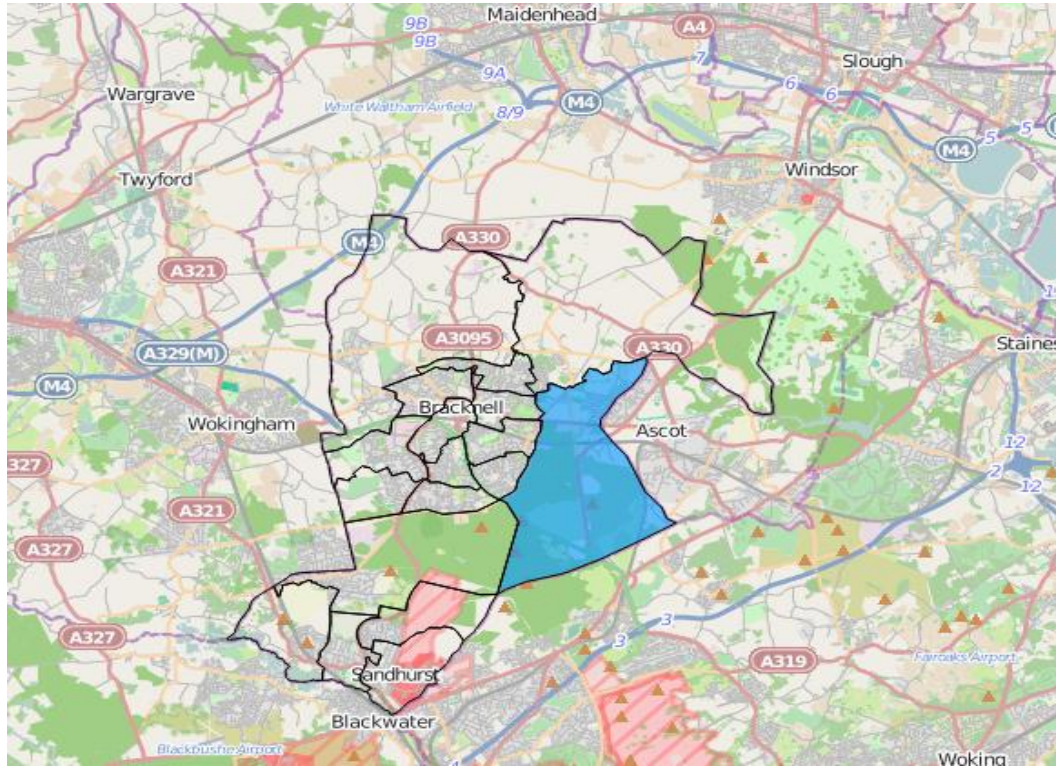 Maidenhead
9B
A4
9B
7
Slough
9A
6
Wargrave
White Waltham Airfield
8/9
M4
6
5
5
M4
Twyford
Windsor
M4
A330
A321
A3095
A330
A329(M)
Staines
M4
Bracknell
Wokingham
Ascot
12
327
2
12
A321
A327
3
A327
3
A319
Fairoaks Airport
Sandhurst
Blackwater
Blackbushe Airport
Woking